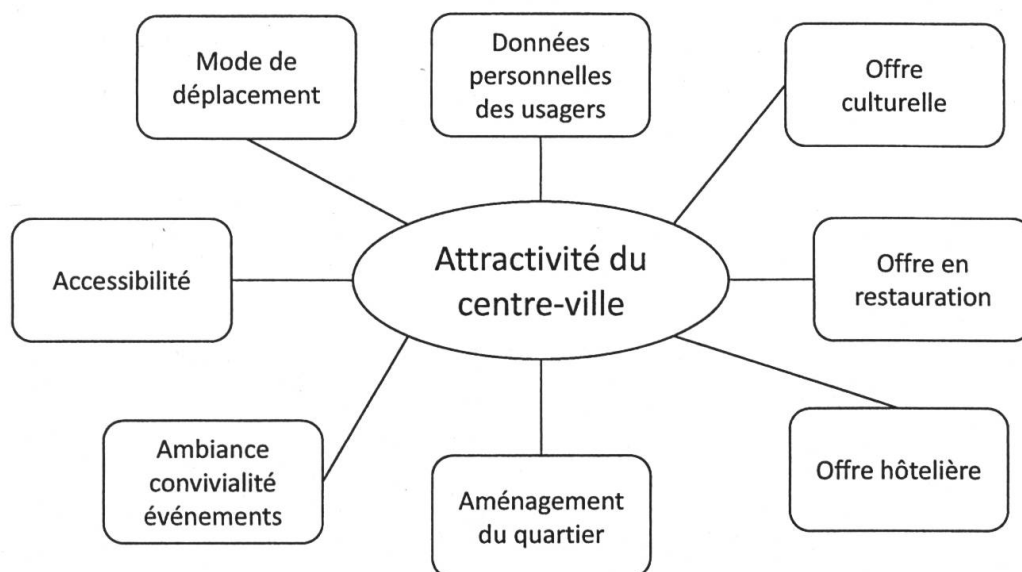 Mode de
déplacement
Données
personnelles
des usagers
Offre
culturelle
Accessibilité
Attractivité du
centre-ville
Offre en
restauration
Ambiance
convivialité
événements
Aménagement
du quartier
Offre hôtelière